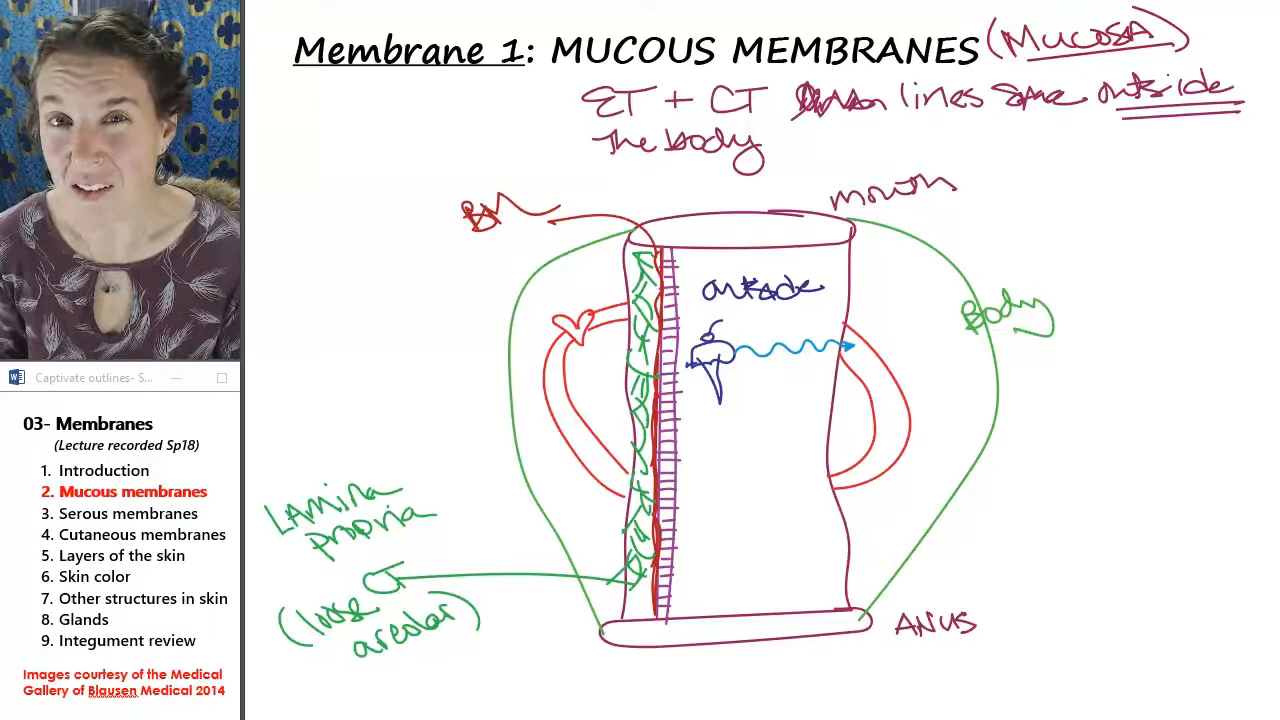 Membrane 1: MUCOUS MEMBRANES (MUCOSA)
ET + CT lines space outside
the body
BM
mouth
outside
Body
LAMINA
propria
CT
(loose
areolar)
ANUS
Captivate outlines- S...
03- Membranes
(Lecture recorded Sp18)
1. Introduction
2. Mucous membranes
3. Serous membranes
4. Cutaneous membranes
5. Layers of the skin
6. Skin color
7. Other structures in skin
8. Glands
9. Integument review
Images courtesy of the Medical
Gallery of Blausen Medical 2014